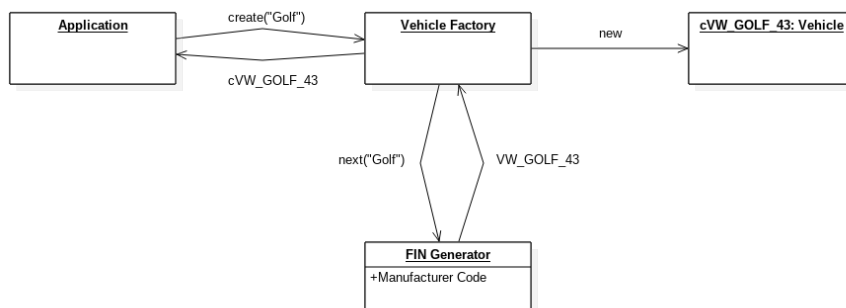 Application
create("Golf")
Vehicle Factory
new
cVW_GOLF_43: Vehicle
cVW_GOLF_43
next("Golf")
VW_GOLF_43
FIN Generator
+Manufacturer Code